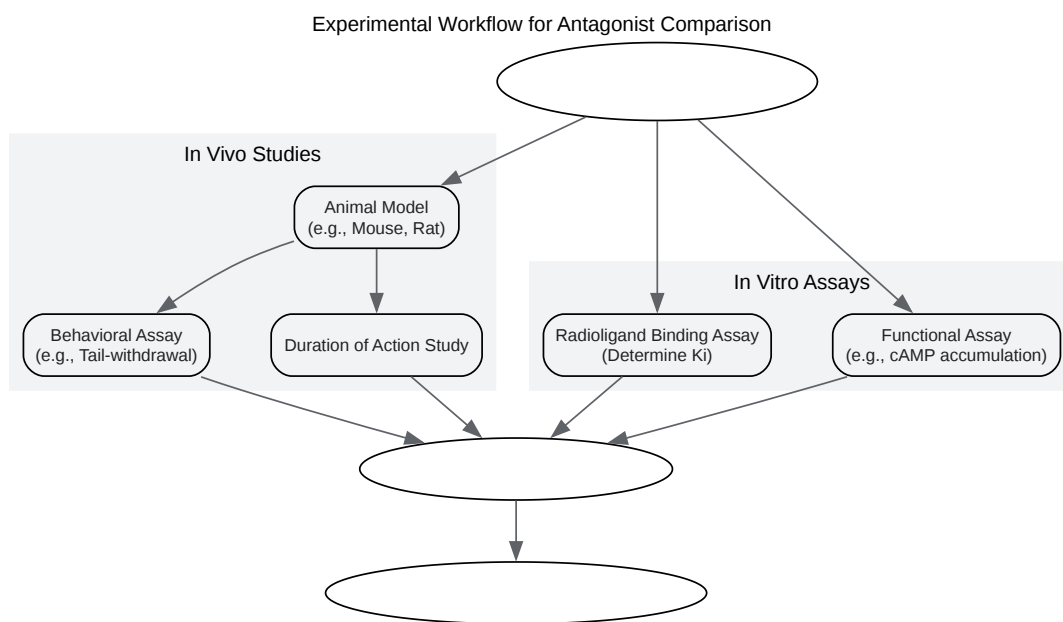 Experimental Workflow for Antagonist Comparison
In Vivo Studies
Animal Model
(e.g., Mouse, Rat)
In Vitro Assays
Behavioral Assay
(e.g., Tail-withdrawal)
Duration of Action Study
Radioligand Binding Assay
(Determine Ki)
Functional Assay
(e.g., cAMP accumulation)